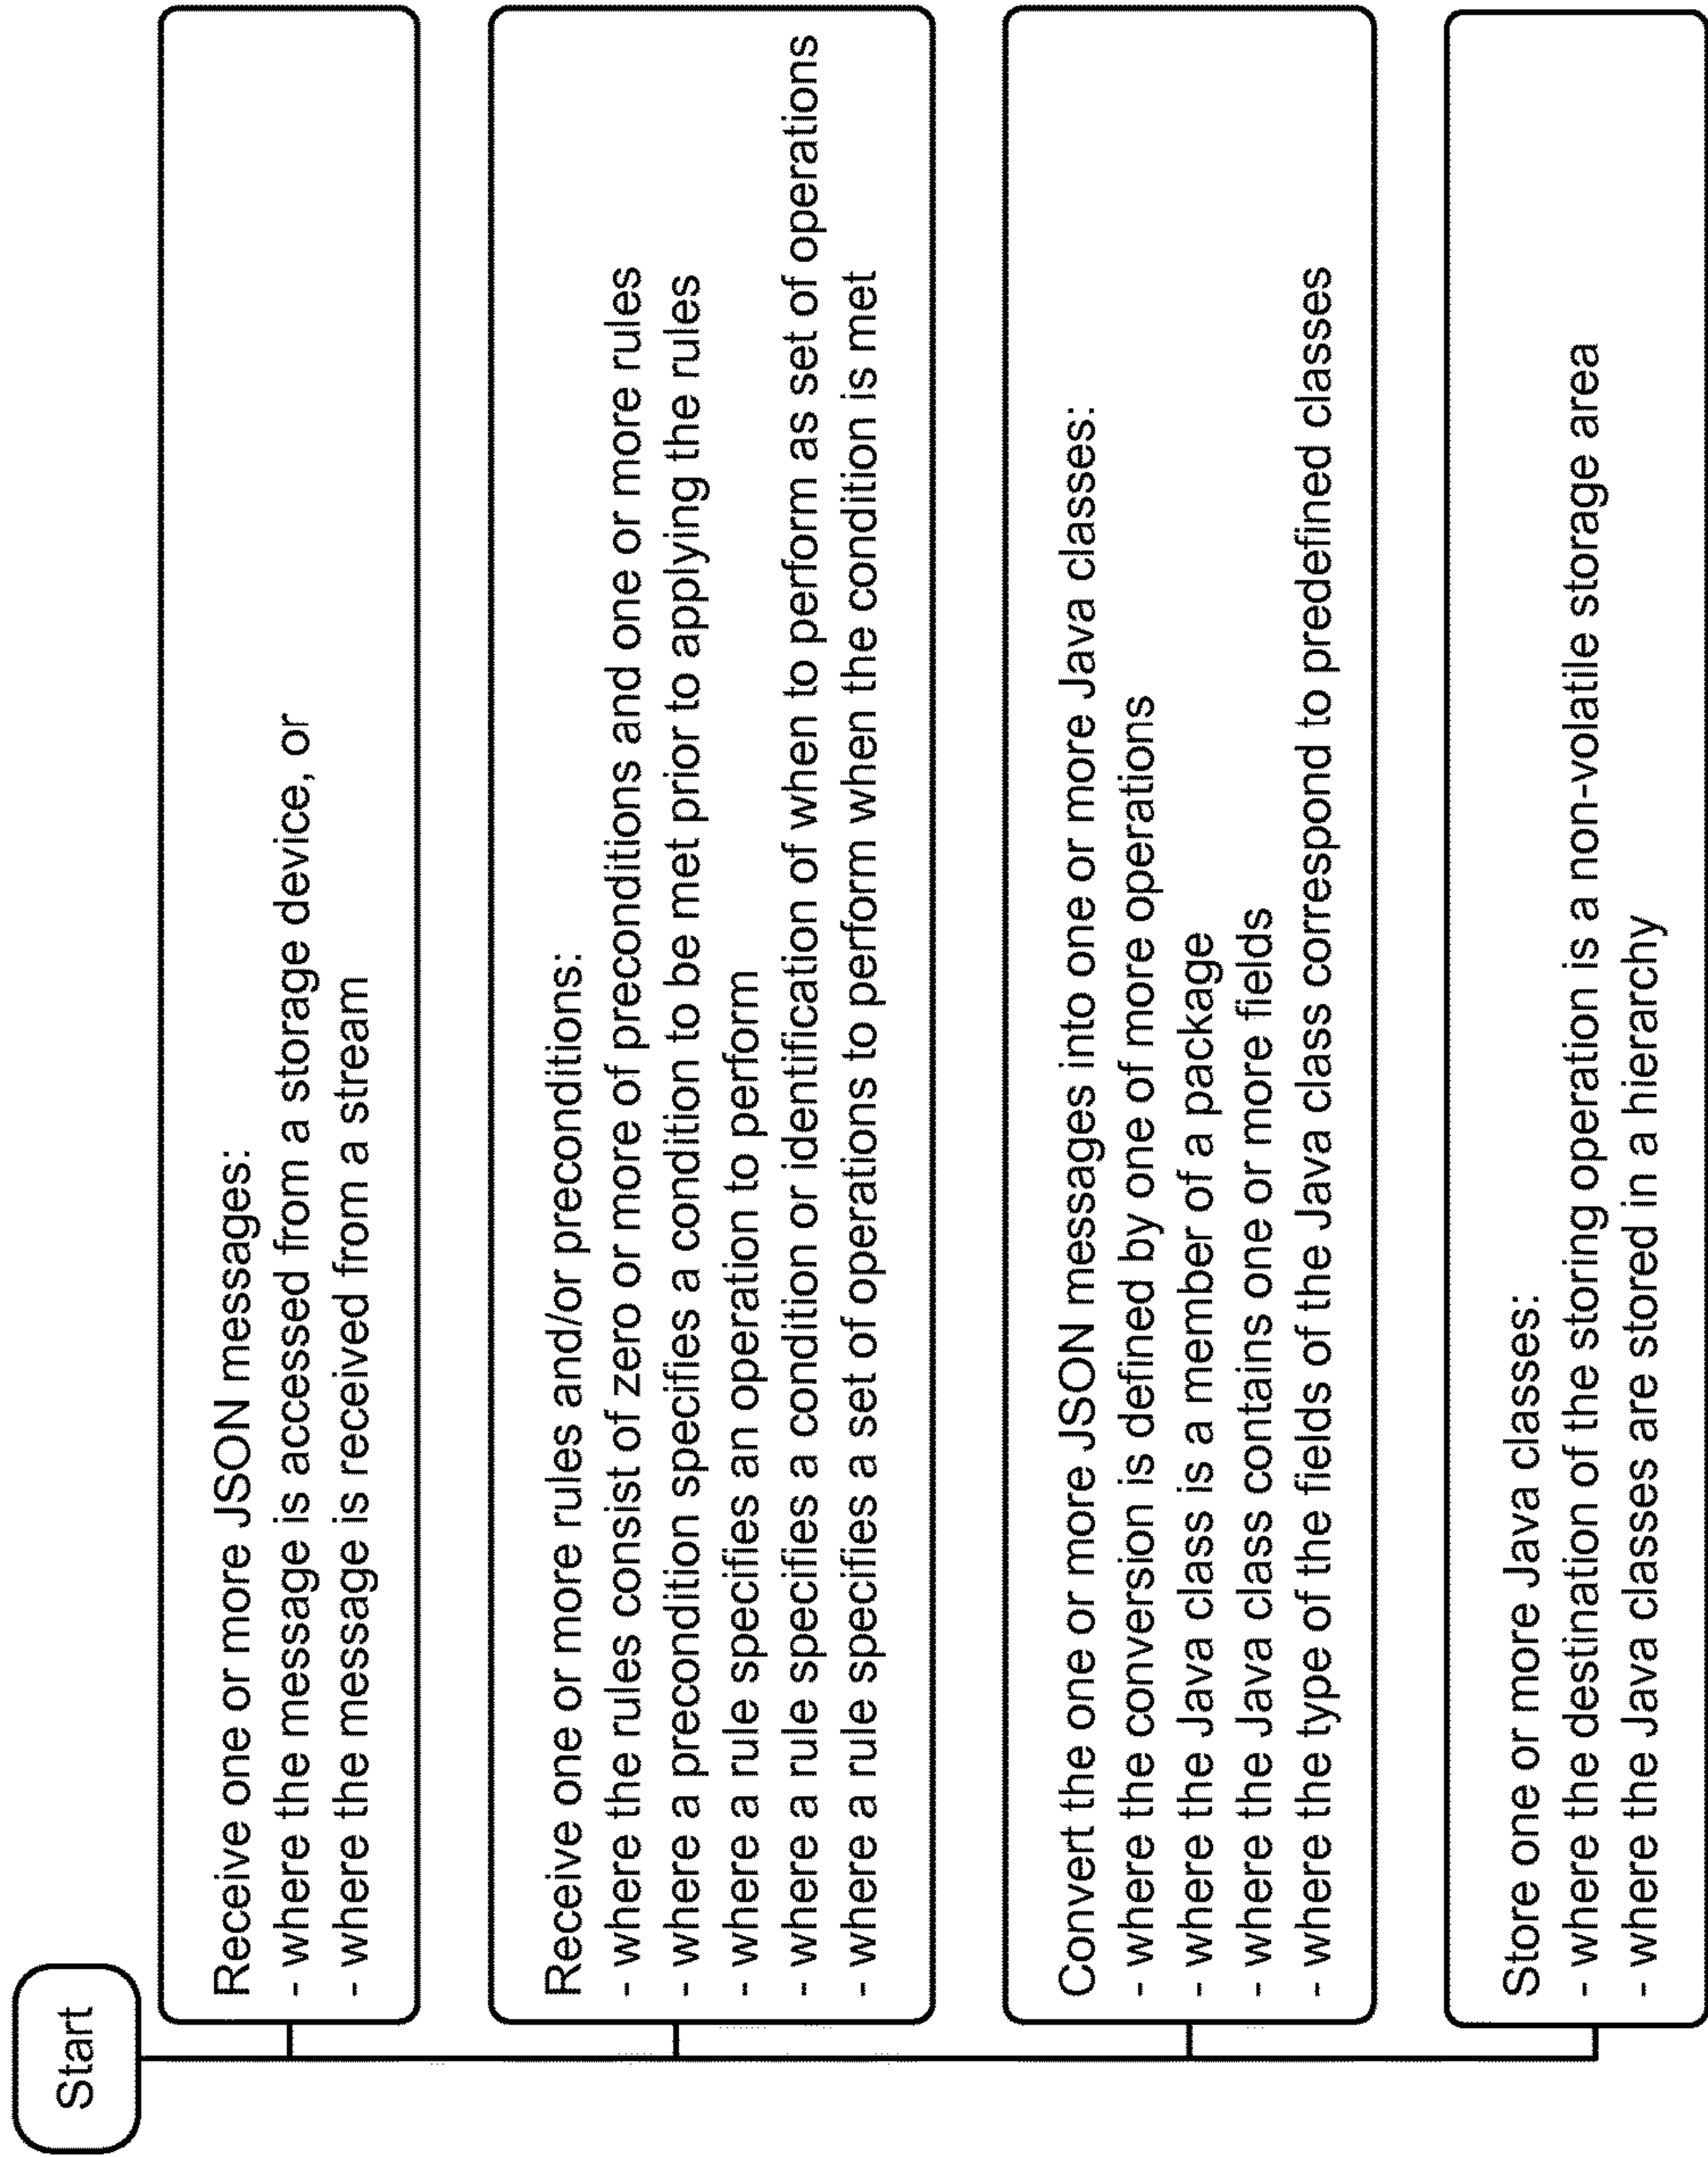 Start
Receive one or more JSON messages:
- where the message is accessed from a storage device, or
- where the message is received from a stream
Receive one or more rules and/or preconditions:
- where the rules consist of zero or more of preconditions and one or more rules
- where a precondition specifies a condition to be met prior to applying the rules
- where a rule specifies an operation to perform
- where a rule specifies a condition or identification of when to perform as set of operations
- where a rule specifies a set of operations to perform when the condition is met
Convert the one or more JSON messages into one or more Java classes:
- where the conversion is defined by one of more operations
- where the Java class is a member of a package
- where the Java class contains one or more fields
- where the type of the fields of the Java class correspond to predefined classes
Store one or more Java classes:
- where the destination of the storing operation is a non-volatile storage area
- where the Java classes are stored in a hierarchy